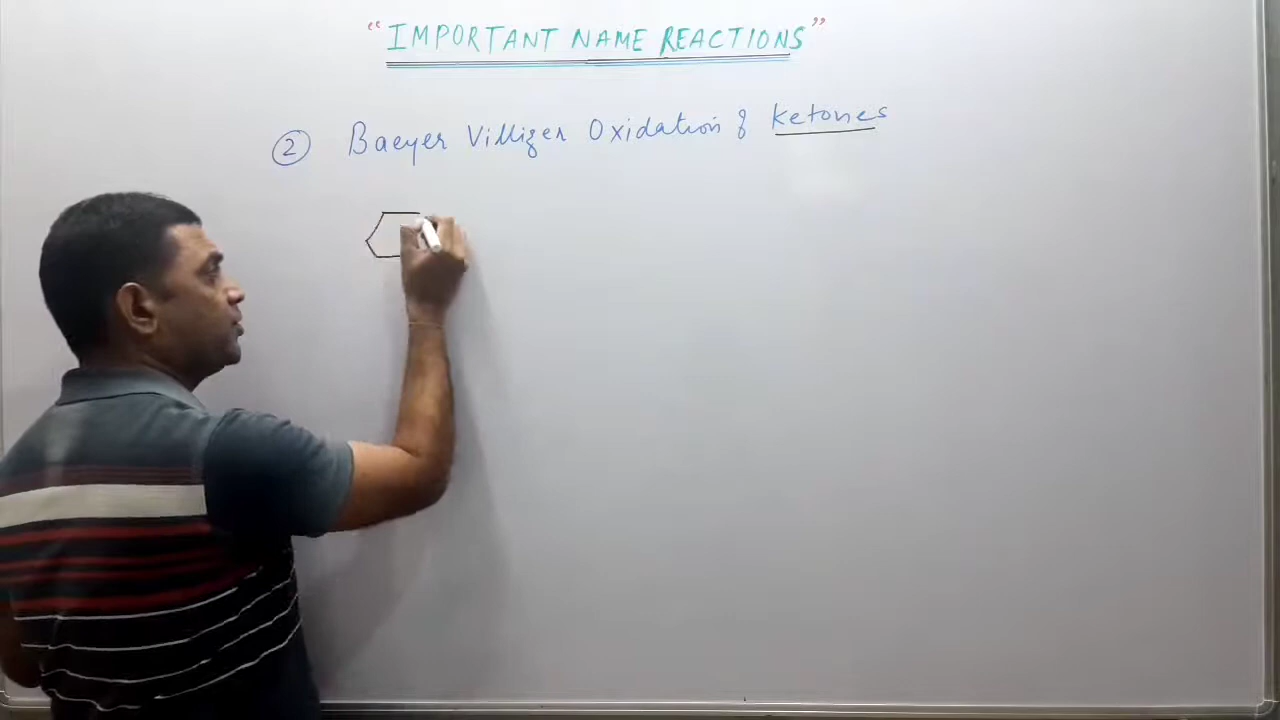 "IMPORTANT NAME REACTIONS"
② Baeyer Villiger Oxidation of ketones